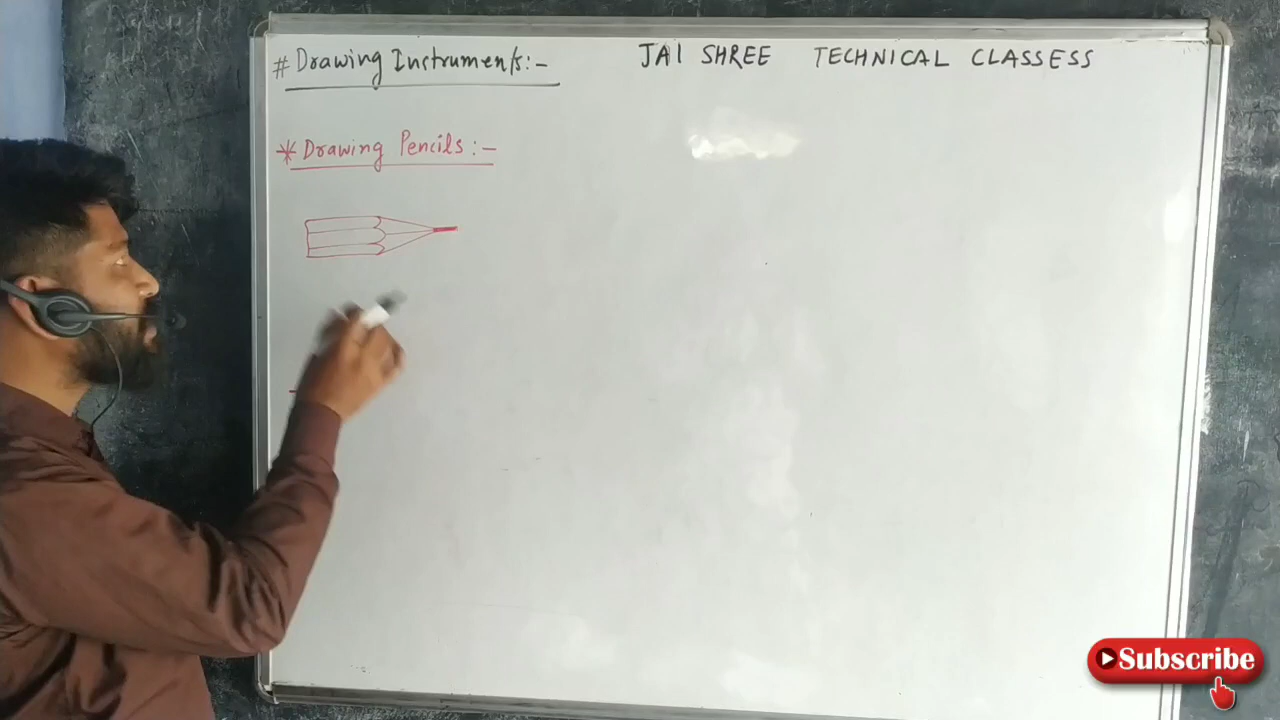 # Drawing Instruments:-
JAI SHREE TECHNICAL CLASSESS
* Drawing Pencils :-
Subscribe